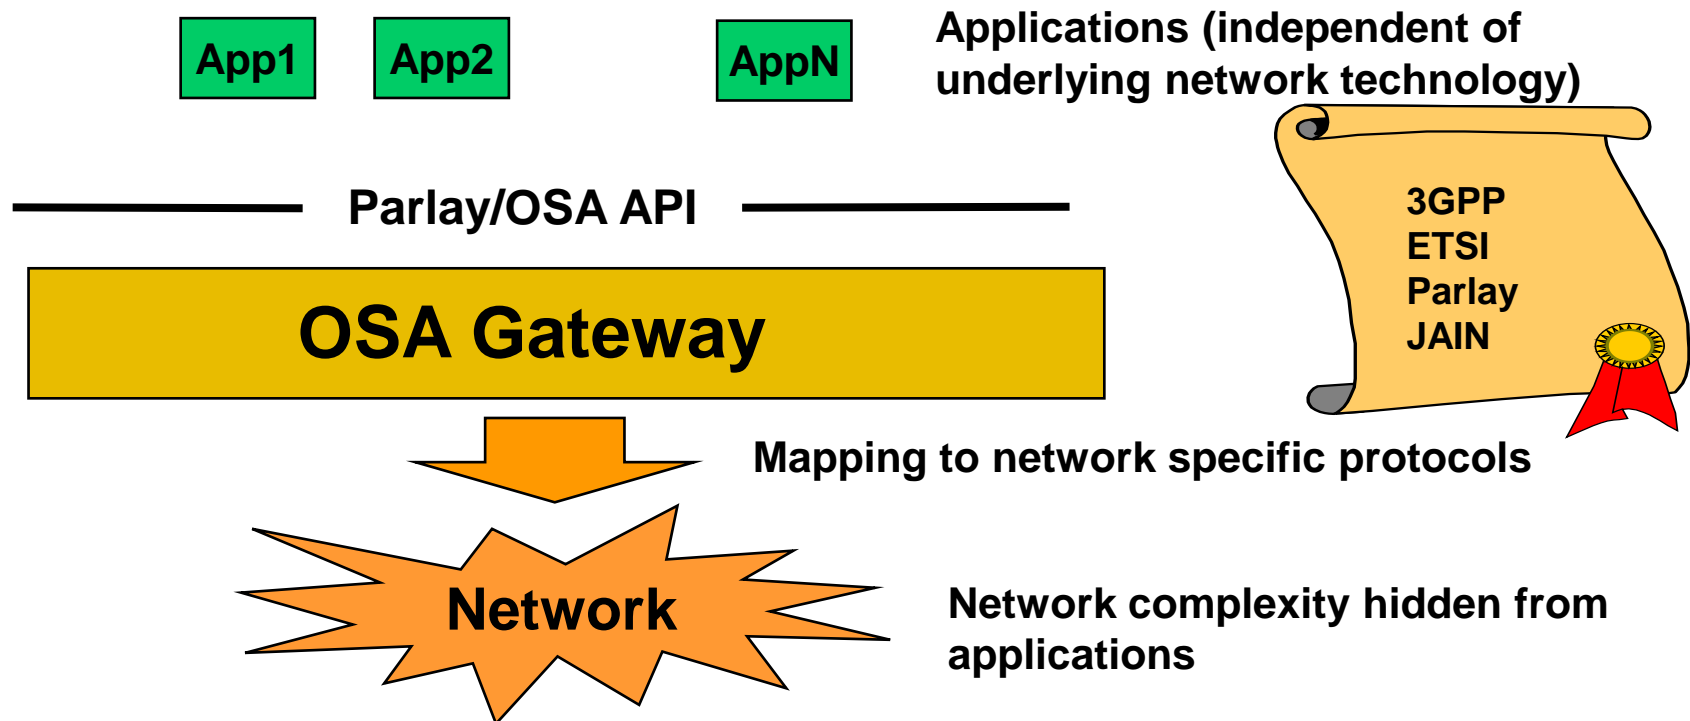 App1
App2
AppN
Applications (independent of
underlying network technology)
Parlay/OSA API
3GPP
ETSI
Parlay
JAIN
OSA Gateway
Mapping to network specific protocols
Network
Network complexity hidden from
applications